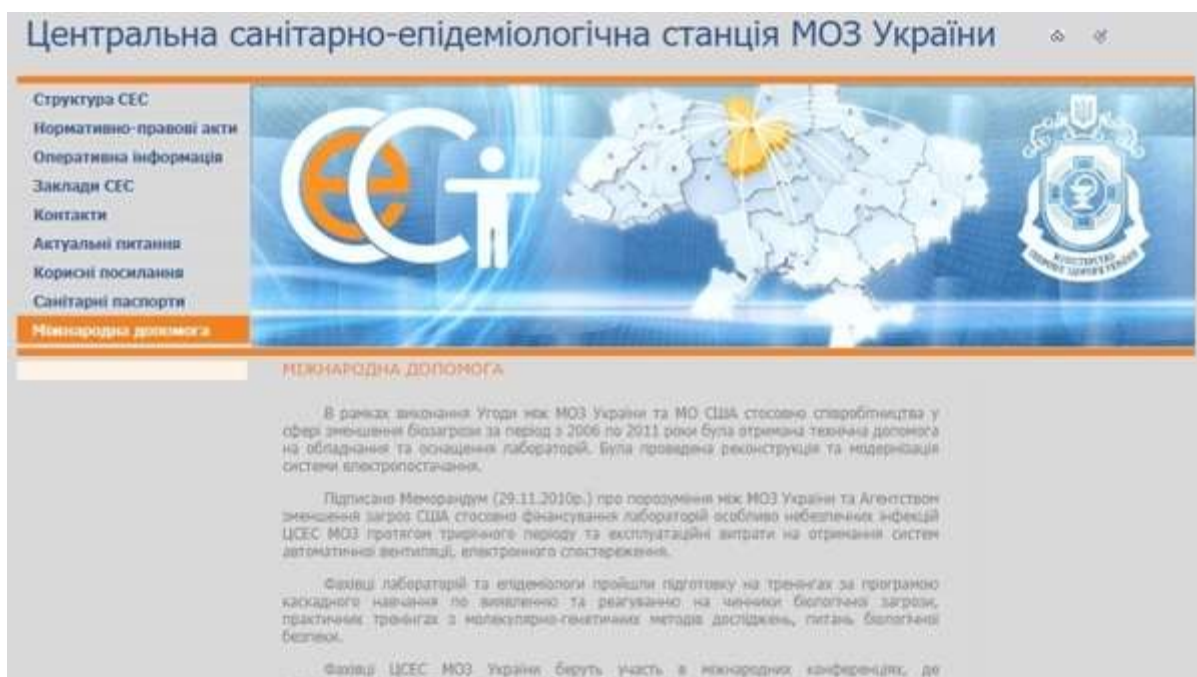 Центральна санітарно-епідеміологічна станція МОЗ України
Структура СЕС
Нормативно-правові акти
Оперативна інформація
Заклади СЕС
Контакти
Актуальні питання
Корисні посилання
Санітарні паспорти
Міжнародна допомога
МІНІСТЕРСТВО
ОХОРОНИ ЗДОРОВ'Я УКРАЇНИ
МІЖНАРОДНА ДОПОМОГА
В рамках виконання Угоди між МОЗ України та МО США стосовно співробітництва у
сфері зменшення біозагрози за період з 2006 по 2011 роки була отримана технічна допомога
на обладнання та оснащення лабораторій. Була проведена реконструкція та модернізація
системи електропостачання.
Підписано Меморандум (29.11.2010р.) про порозуміння між МОЗ України та Агентством
зменшення загроз США стосовно фінансування лабораторій особливо небезпечних інфекцій
ЦСЕС МОЗ протягом трирічного періоду та експлуатаційні витрати на отримання систем
автоматичної вентиляції, електронного спостереження.
Фахівці лабораторій та епідеміологи пройшли підготовку на тренінгах за програмою
каскадного навчання по виявленню та реагуванню на чинники біологічної загрози,
практичних тренінгах з молекулярно-генетичних методів досліджень, питань біологічної
безпеки.
Фахівці ЦСЕС МОЗ України беруть участь в міжнародних конференціях, де